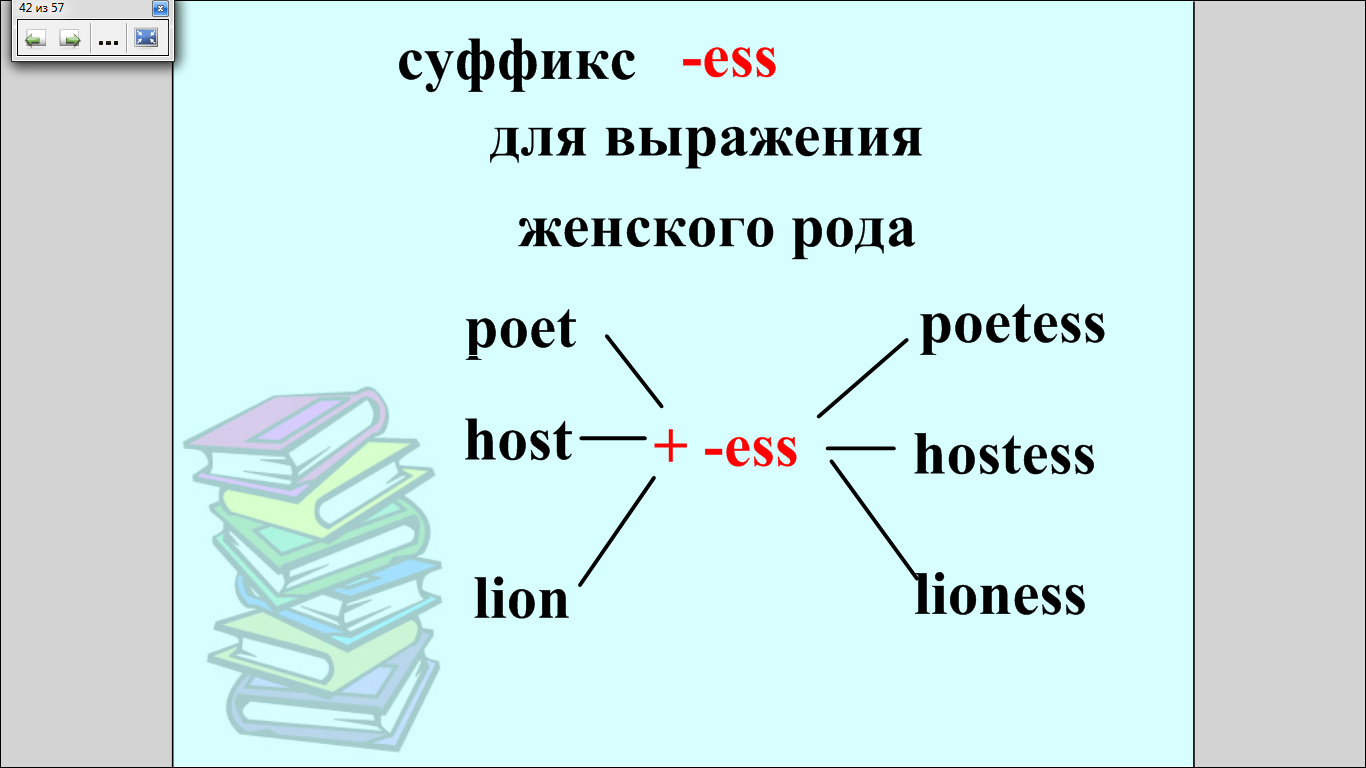 42 из 57
суффикс -ess
для выражения
женского рода
poet poetess
host + -ess hostess
lion lioness